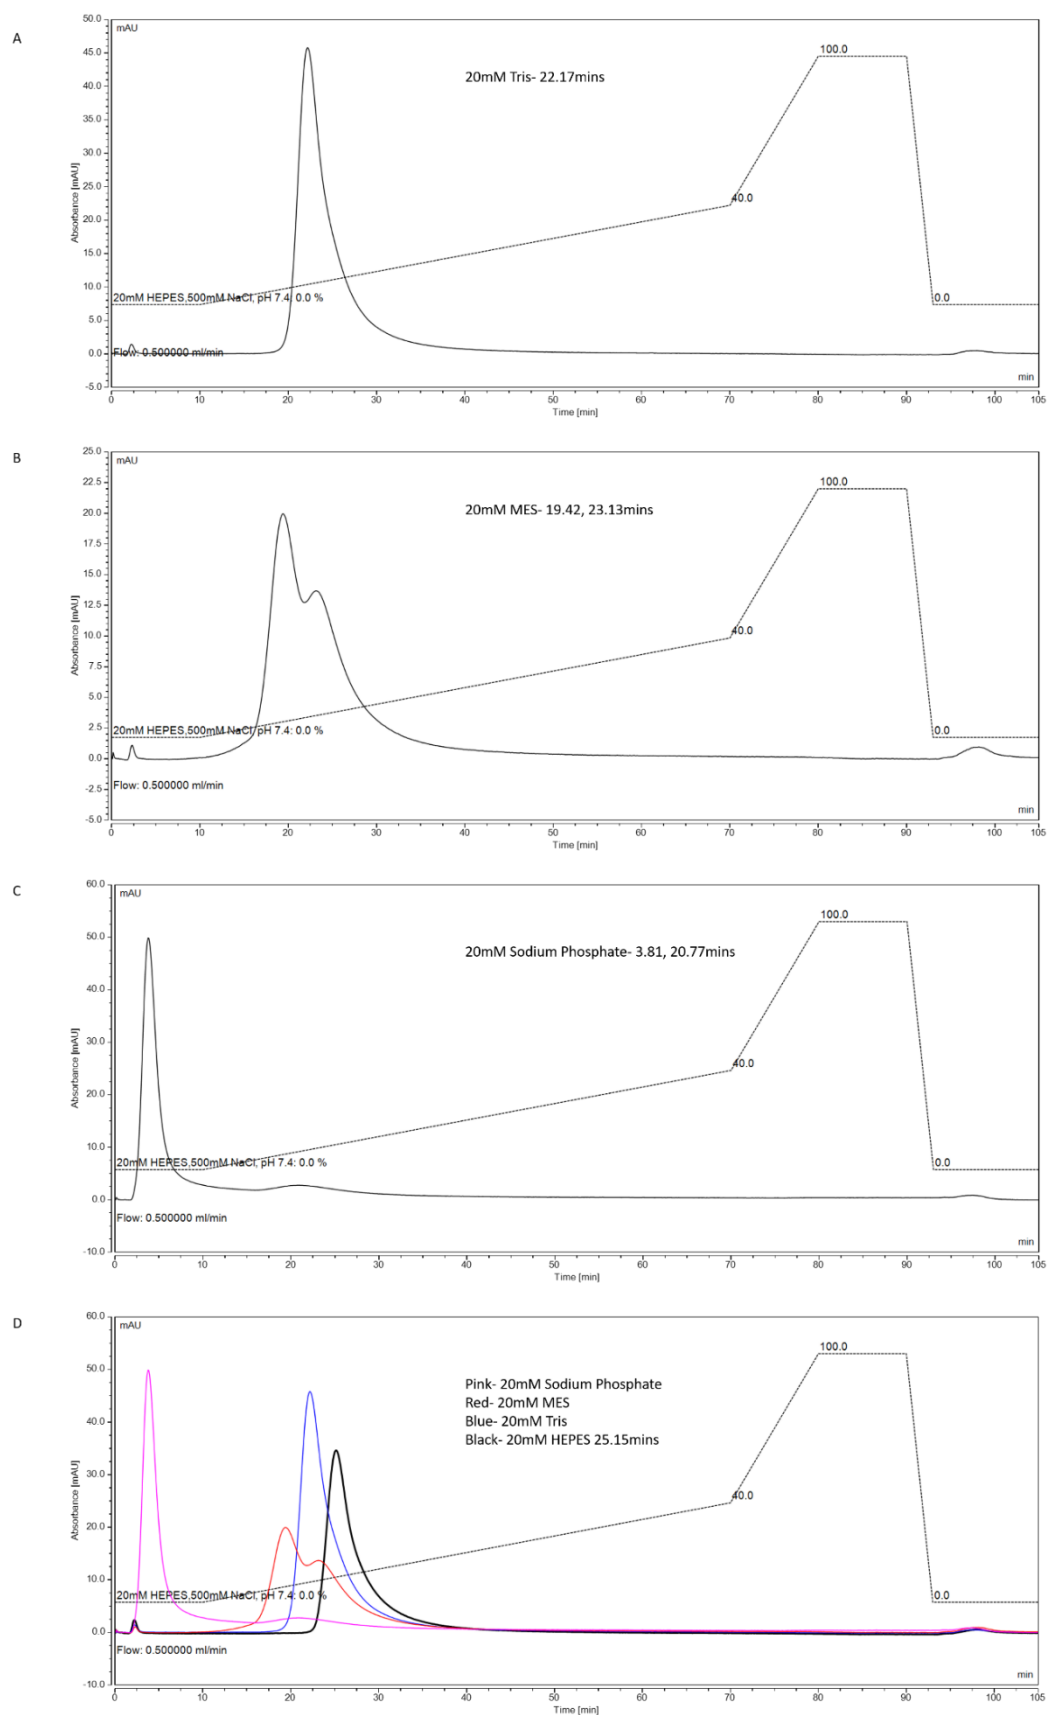 A
mAU
50.0
45.0
40.0
35.0
30.0
25.0
20.0
15.0
10.0
5.0
0.0
-5.0
Absorbance [mAU]
20mM Tris- 22.17mins
100.0
40.0
0.0
20mM HEPES,500mM NaCl, pH 7.4: 0.0 %
Flow: 0.500000 ml/min
min
0 10 20 30 40 50 60 70 80 90 100 105
Time [min]
B
mAU
25.0
22.5
20.0
17.5
15.0
12.5
10.0
7.5
5.0
2.5
0.0
-2.5
-5.0
Absorbance [mAU]
20mM MES- 19.42, 23.13mins
100.0
40.0
0.0
20mM HEPES,500mM NaCl, pH 7.4: 0.0 %
Flow: 0.500000 ml/min
min
0 10 20 30 40 50 60 70 80 90 100 105
Time [min]
C
mAU
60.0
50.0
40.0
30.0
20.0
10.0
0.0
-10.0
Absorbance [mAU]
20mM Sodium Phosphate- 3.81, 20.77mins
100.0
40.0
0.0
20mM HEPES,500mM NaCl, pH 7.4: 0.0 %
Flow: 0.500000 ml/min
min
0 10 20 30 40 50 60 70 80 90 100 105
Time [min]
D
mAU
60.0
50.0
40.0
30.0
20.0
10.0
0.0
-10.0
Absorbance [mAU]
Pink- 20mM Sodium Phosphate
Red- 20mM MES
Blue- 20mM Tris
Black- 20mM HEPES 25.15mins
100.0
40.0
0.0
20mM HEPES,500mM NaCl, pH 7.4: 0.0 %
Flow: 0.500000 ml/min
min
0 10 20 30 40 50 60 70 80 90 100 105
Time [min]